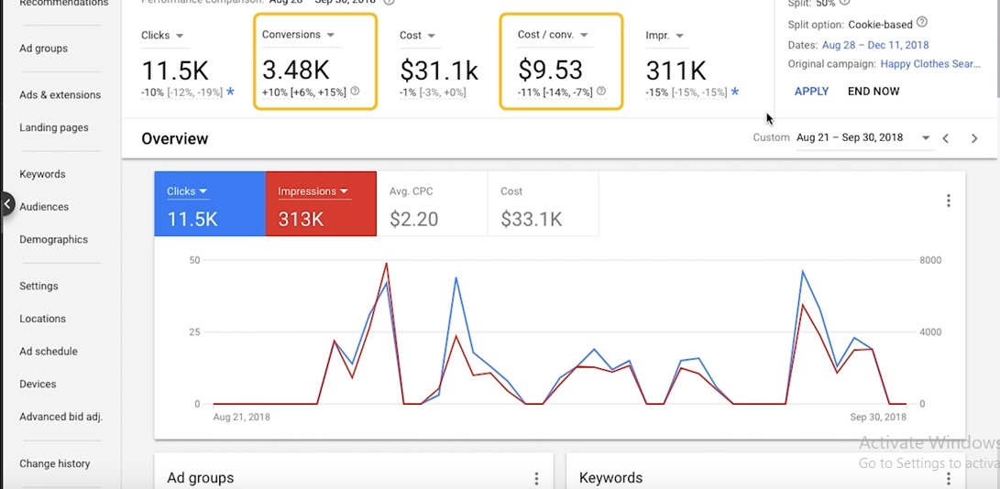 Recommendations
Ad groups
Ads & extensions
Landing pages
Keywords
Audiences
Demographics
Settings
Locations
Ad schedule
Devices
Advanced bid adj.
Change history
Performance comparison: Aug 28 – Sep 30, 2018
Clicks
11.5K
-10% [-12%, -19%] *
Conversions
3.48K
+10% [+6%, +15%]
Cost
$31.1k
-1% [-3%, +0%]
Cost / conv.
$9.53
-11% [-14%, -7%]
Impr.
311K
-15% [-15%, -15%] *
Split: 50%
Split option: Cookie-based
Dates: Aug 28 – Dec 11, 2018
Original campaign: Happy Clothes Sear...
APPLY END NOW
Overview
Custom Aug 21 – Sep 30, 2018
Clicks
11.5K
Impressions
313K
Avg. CPC
$2.20
Cost
$33.1K
50 8000
25 4000
0 0
Aug 21, 2018 Sep 30, 2018
Activate Windows
Go to Settings to activa
Ad groups
Keywords